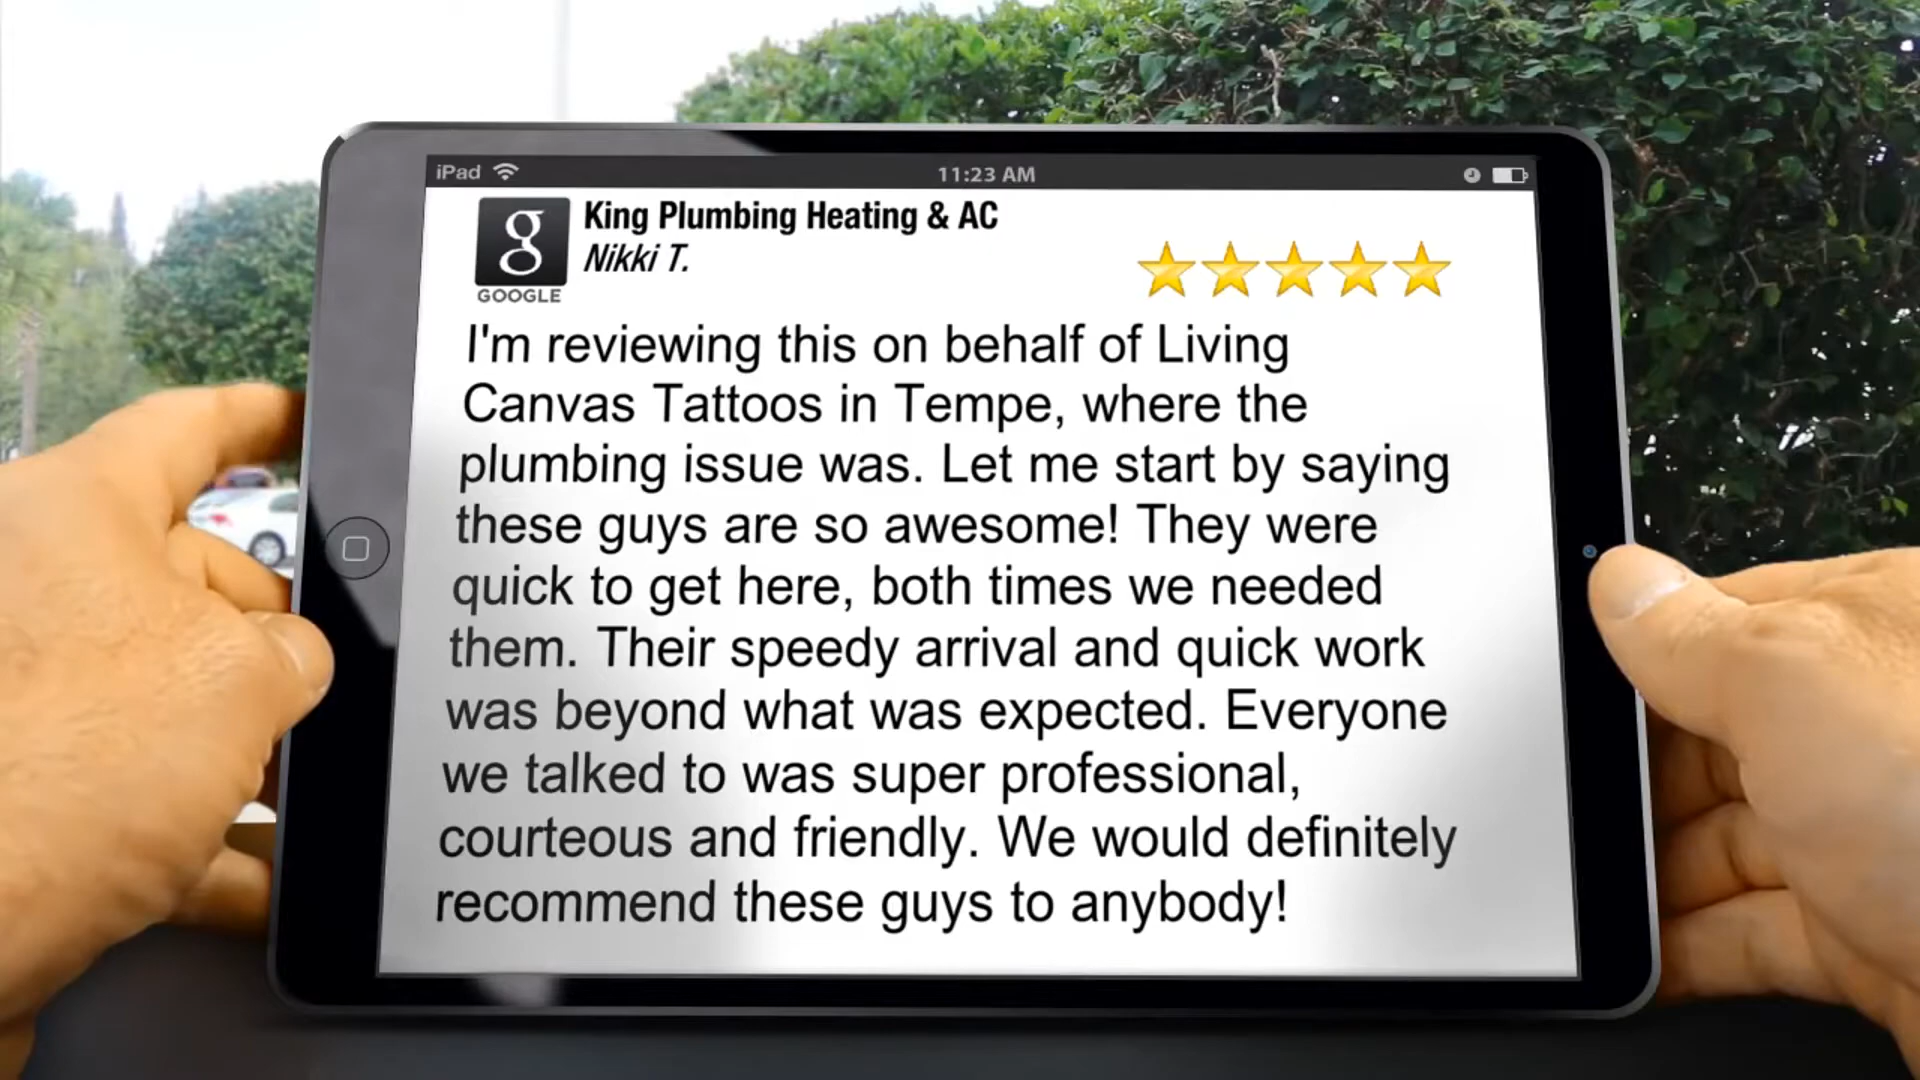 iPad 11:23 AM
g King Plumbing Heating & AC
Nikki T.
GOOGLE
I'm reviewing this on behalf of Living
Canvas Tattoos in Tempe, where the
plumbing issue was. Let me start by saying
these guys are so awesome! They were
quick to get here, both times we needed
them. Their speedy arrival and quick work
was beyond what was expected. Everyone
we talked to was super professional,
courteous and friendly. We would definitely
recommend these guys to anybody!